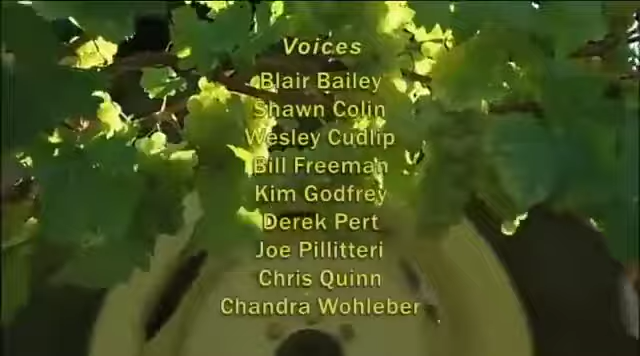 Voices
Blair Bailey
Shawn Colin
Wesley Cudlip
Bill Freeman
Kim Godfrey
Derek Pert
Joe Pillitteri
Chris Quinn
Chandra Wohleber